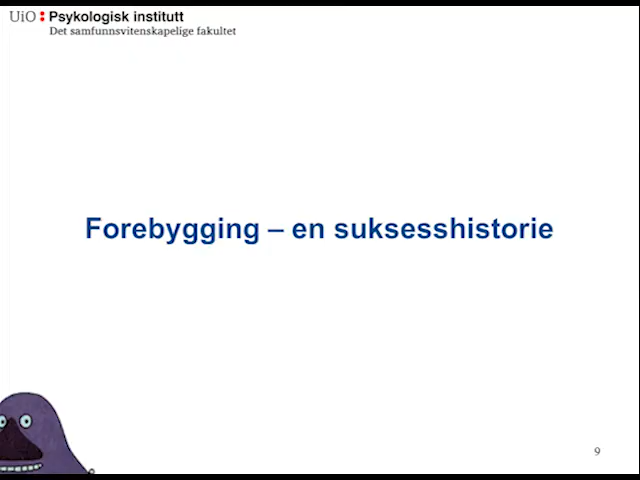 UiO : Psykologisk institutt
Det samfunnsvitenskapelige fakultet
Forebygging – en suksesshistorie
9